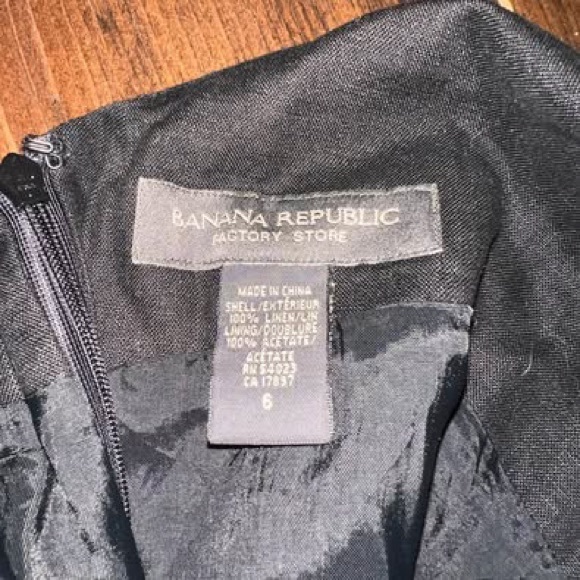 BANANA REPUBLIC
FACTORY STORE
MADE IN CHINA
SHELL/EXTÉRIEUR
100% LINEN/LIN
LINING/DOUBLURE
100% ACETATE/
ACÉTATE
RN 54023
CA 17897
6